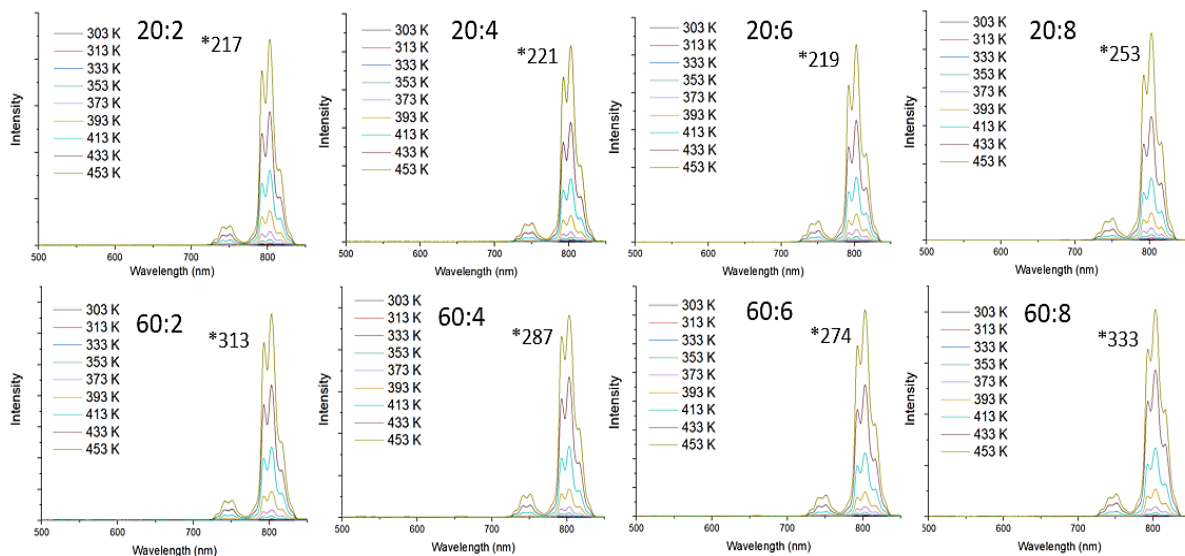 20:2
*217
303 K
313 K
333 K
353 K
373 K
393 K
413 K
433 K
453 K
Intensity
500 600 700 800
Wavelength (nm)
20:4
*221
303 K
313 K
333 K
353 K
373 K
393 K
413 K
433 K
453 K
Intensity
500 600 700 800
Wavelength (nm)
20:6
*219
303 K
313 K
333 K
353 K
373 K
393 K
413 K
433 K
453 K
Intensity
500 600 700 800
Wavelength (nm)
20:8
*253
303 K
313 K
333 K
353 K
373 K
393 K
413 K
433 K
453 K
Intensity
500 600 700 800
Wavelength (nm)
60:2
*313
303 K
313 K
333 K
353 K
373 K
393 K
413 K
433 K
453 K
Intensity
500 600 700 800
Wavelength (nm)
60:4
*287
303 K
313 K
333 K
353 K
373 K
393 K
413 K
433 K
453 K
Intensity
500 600 700 800
Wavelength (nm)
60:6
*274
303 K
313 K
333 K
353 K
373 K
393 K
413 K
433 K
453 K
Intensity
500 600 700 800
Wavelength (nm)
60:8
*333
303 K
313 K
333 K
353 K
373 K
393 K
413 K
433 K
453 K
Intensity
500 600 700 800
Wavelength (nm)